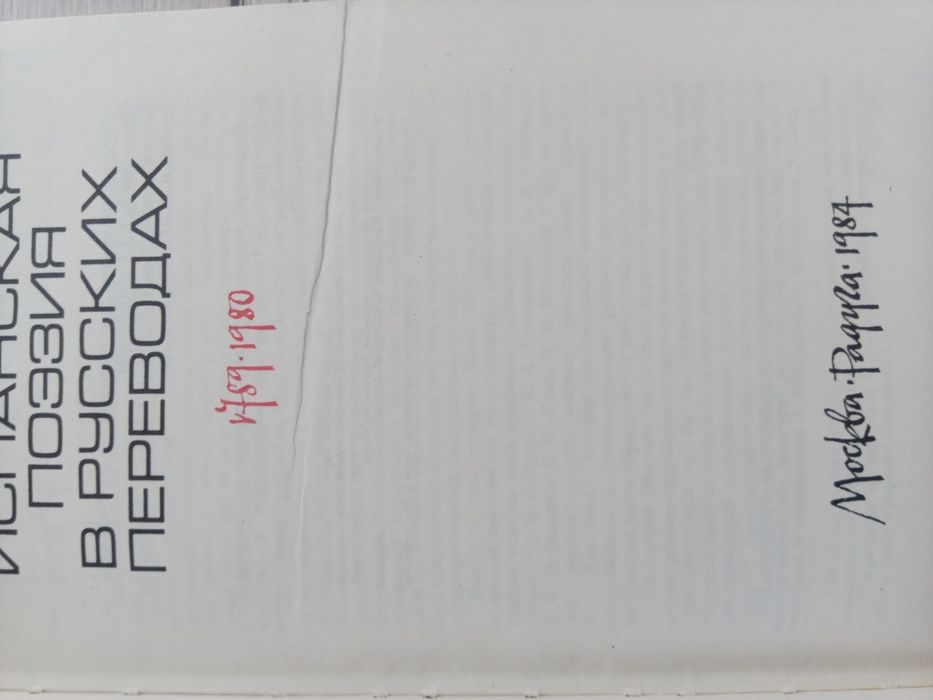 ИСПАНСКАЯ
ПОЭЗИЯ
В РУССКИХ
ПЕРЕВОДАХ
1789·1980
Москва·Радуга·1984